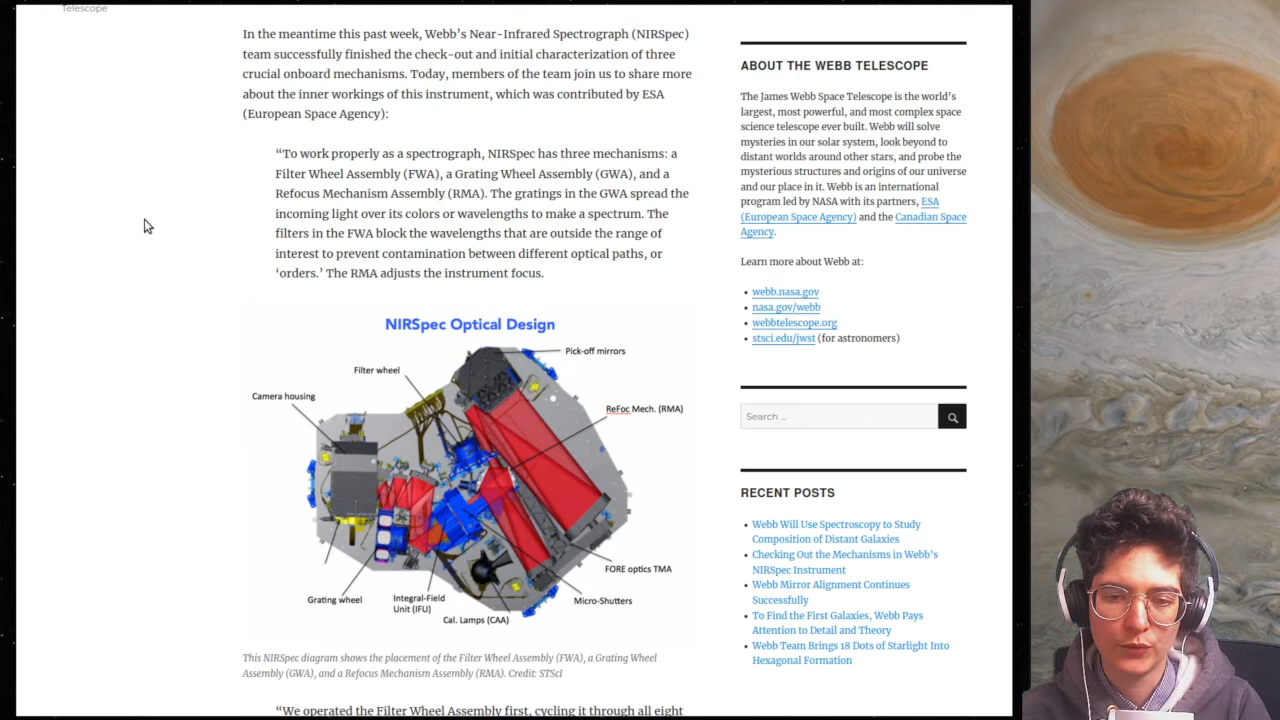 Telescope
In the meantime this past week, Webb's Near-Infrared Spectrograph (NIRSpec)
team successfully finished the check-out and initial characterization of three
crucial onboard mechanisms. Today, members of the team join us to share more
about the inner workings of this instrument, which was contributed by ESA
(European Space Agency):
“To work properly as a spectrograph, NIRSpec has three mechanisms: a
Filter Wheel Assembly (FWA), a Grating Wheel Assembly (GWA), and a
Refocus Mechanism Assembly (RMA). The gratings in the GWA spread the
incoming light over its colors or wavelengths to make a spectrum. The
filters in the FWA block the wavelengths that are outside the range of
interest to prevent contamination between different optical paths, or
‘orders.’ The RMA adjusts the instrument focus.
NIRSpec Optical Design
Pick-off mirrors
Filter wheel
Camera housing
ReFoc Mech. (RMA)
FORE optics TMA
Grating wheel
Integral-Field
Unit (IFU)
Micro-Shutters
Cal. Lamps (CAA)
This NIRSpec diagram shows the placement of the Filter Wheel Assembly (FWA), a Grating Wheel
Assembly (GWA), and a Refocus Mechanism Assembly (RMA). Credit: STScI
“We operated the Filter Wheel Assembly first, cycling it through all eight
ABOUT THE WEBB TELESCOPE
The James Webb Space Telescope is the world's
largest, most powerful, and most complex space
science telescope ever built. Webb will solve
mysteries in our solar system, look beyond to
distant worlds around other stars, and probe the
mysterious structures and origins of our universe
and our place in it. Webb is an international
program led by NASA with its partners, ESA
(European Space Agency) and the Canadian Space
Agency.
Learn more about Webb at:
• webb.nasa.gov
• nasa.gov/webb
• webbtelescope.org
• stsci.edu/jwst (for astronomers)
Search …
RECENT POSTS
• Webb Will Use Spectroscopy to Study
Composition of Distant Galaxies
• Checking Out the Mechanisms in Webb's
NIRSpec Instrument
• Webb Mirror Alignment Continues
Successfully
• To Find the First Galaxies, Webb Pays
Attention to Detail and Theory
• Webb Team Brings 18 Dots of Starlight Into
Hexagonal Formation